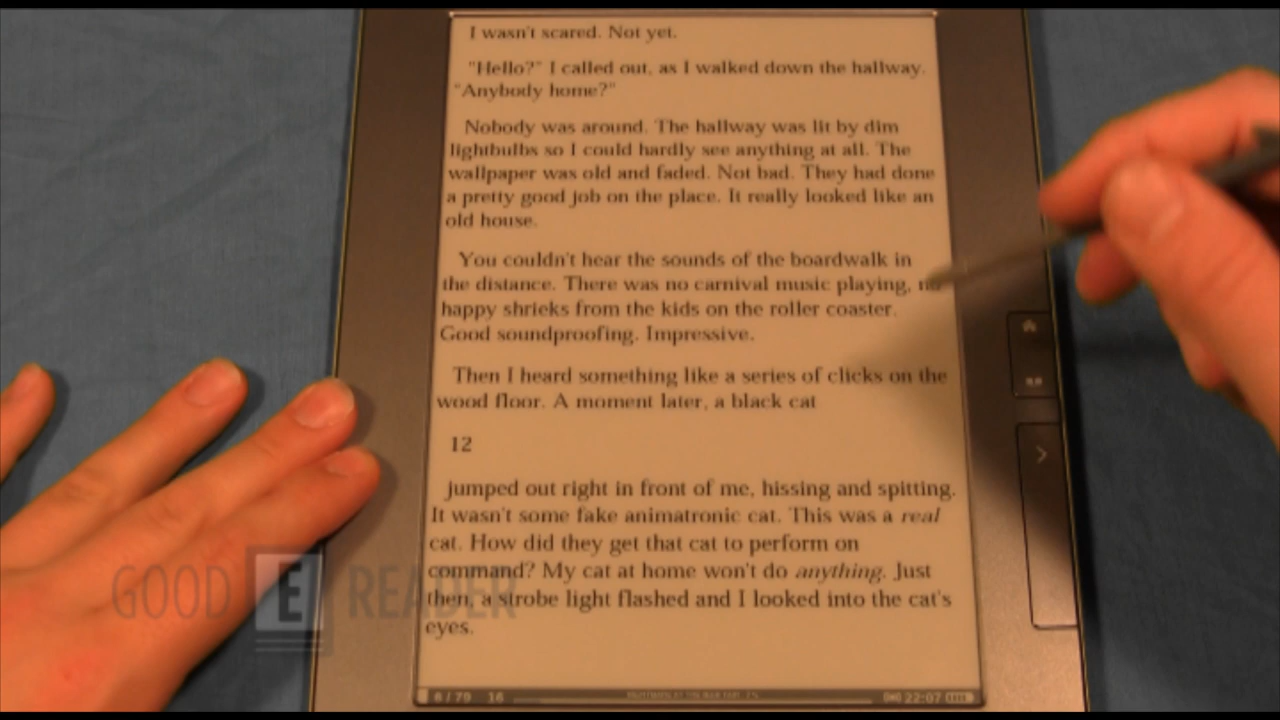 I wasn't scared. Not yet.
"Hello?" I called out, as I walked down the hallway.
"Anybody home?"
Nobody was around. The hallway was lit by dim
lightbulbs so I could hardly see anything at all. The
wallpaper was old and faded. Not bad. They had done
a pretty good job on the place. It really looked like an
old house.
You couldn't hear the sounds of the boardwalk in
the distance. There was no carnival music playing, no
happy shrieks from the kids on the roller coaster.
Good soundproofing. Impressive.
Then I heard something like a series of clicks on the
wood floor. A moment later, a black cat
12
jumped out right in front of me, hissing and spitting.
It wasn't some fake animatronic cat. This was a real
cat. How did they get that cat to perform on
command? My cat at home won't do anything. Just
then, a strobe light flashed and I looked into the cat's
eyes.
GOOD E READER
6 / 79 16 22:07